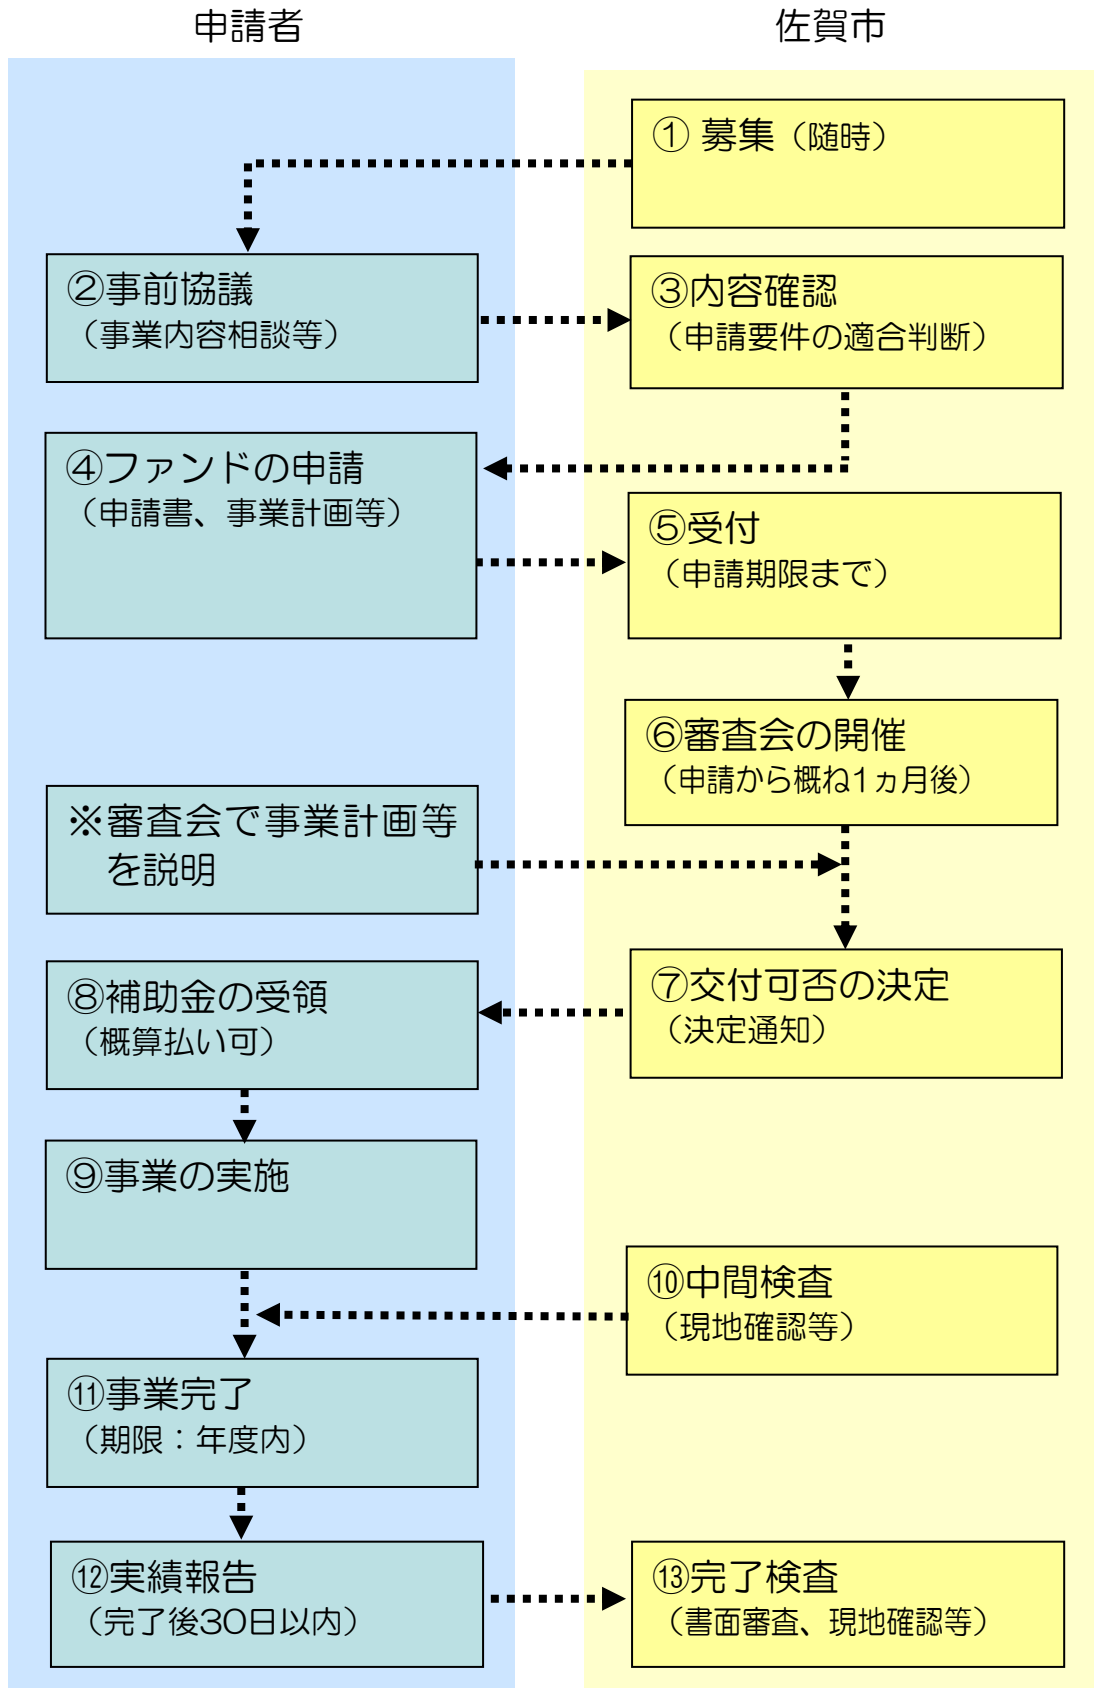 申請者
佐賀市
① 募集（随時）
②事前協議
（事業内容相談等）
③内容確認
（申請要件の適合判断）
④ファンドの申請
（申請書、事業計画等）
⑤受付
（申請期限まで）
⑥審査会の開催
（申請から概ね1ヵ月後）
※審査会で事業計画等
を説明
⑦交付可否の決定
（決定通知）
⑧補助金の受領
（概算払い可）
⑨事業の実施
⑩中間検査
（現地確認等）
⑪事業完了
（期限：年度内）
⑫実績報告
（完了後30日以内）
⑬完了検査
（書面審査、現地確認等）